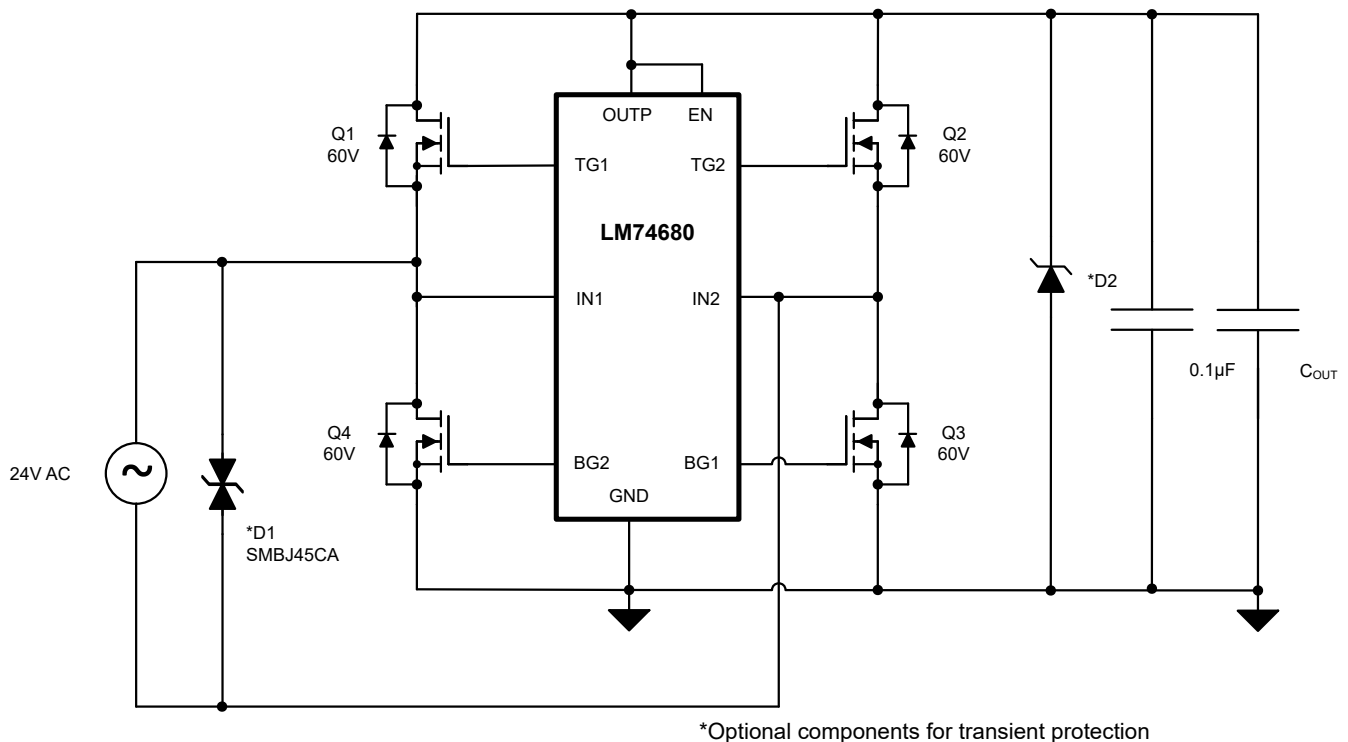 OUTP
EN
Q1
60V
Q2
60V
TG1
TG2
LM74680
*D2
IN1
IN2
0.1µF
COUT
Q4
60V
Q3
60V
BG2
BG1
24V AC
GND
*D1
SMBJ45CA
*Optional components for transient protection